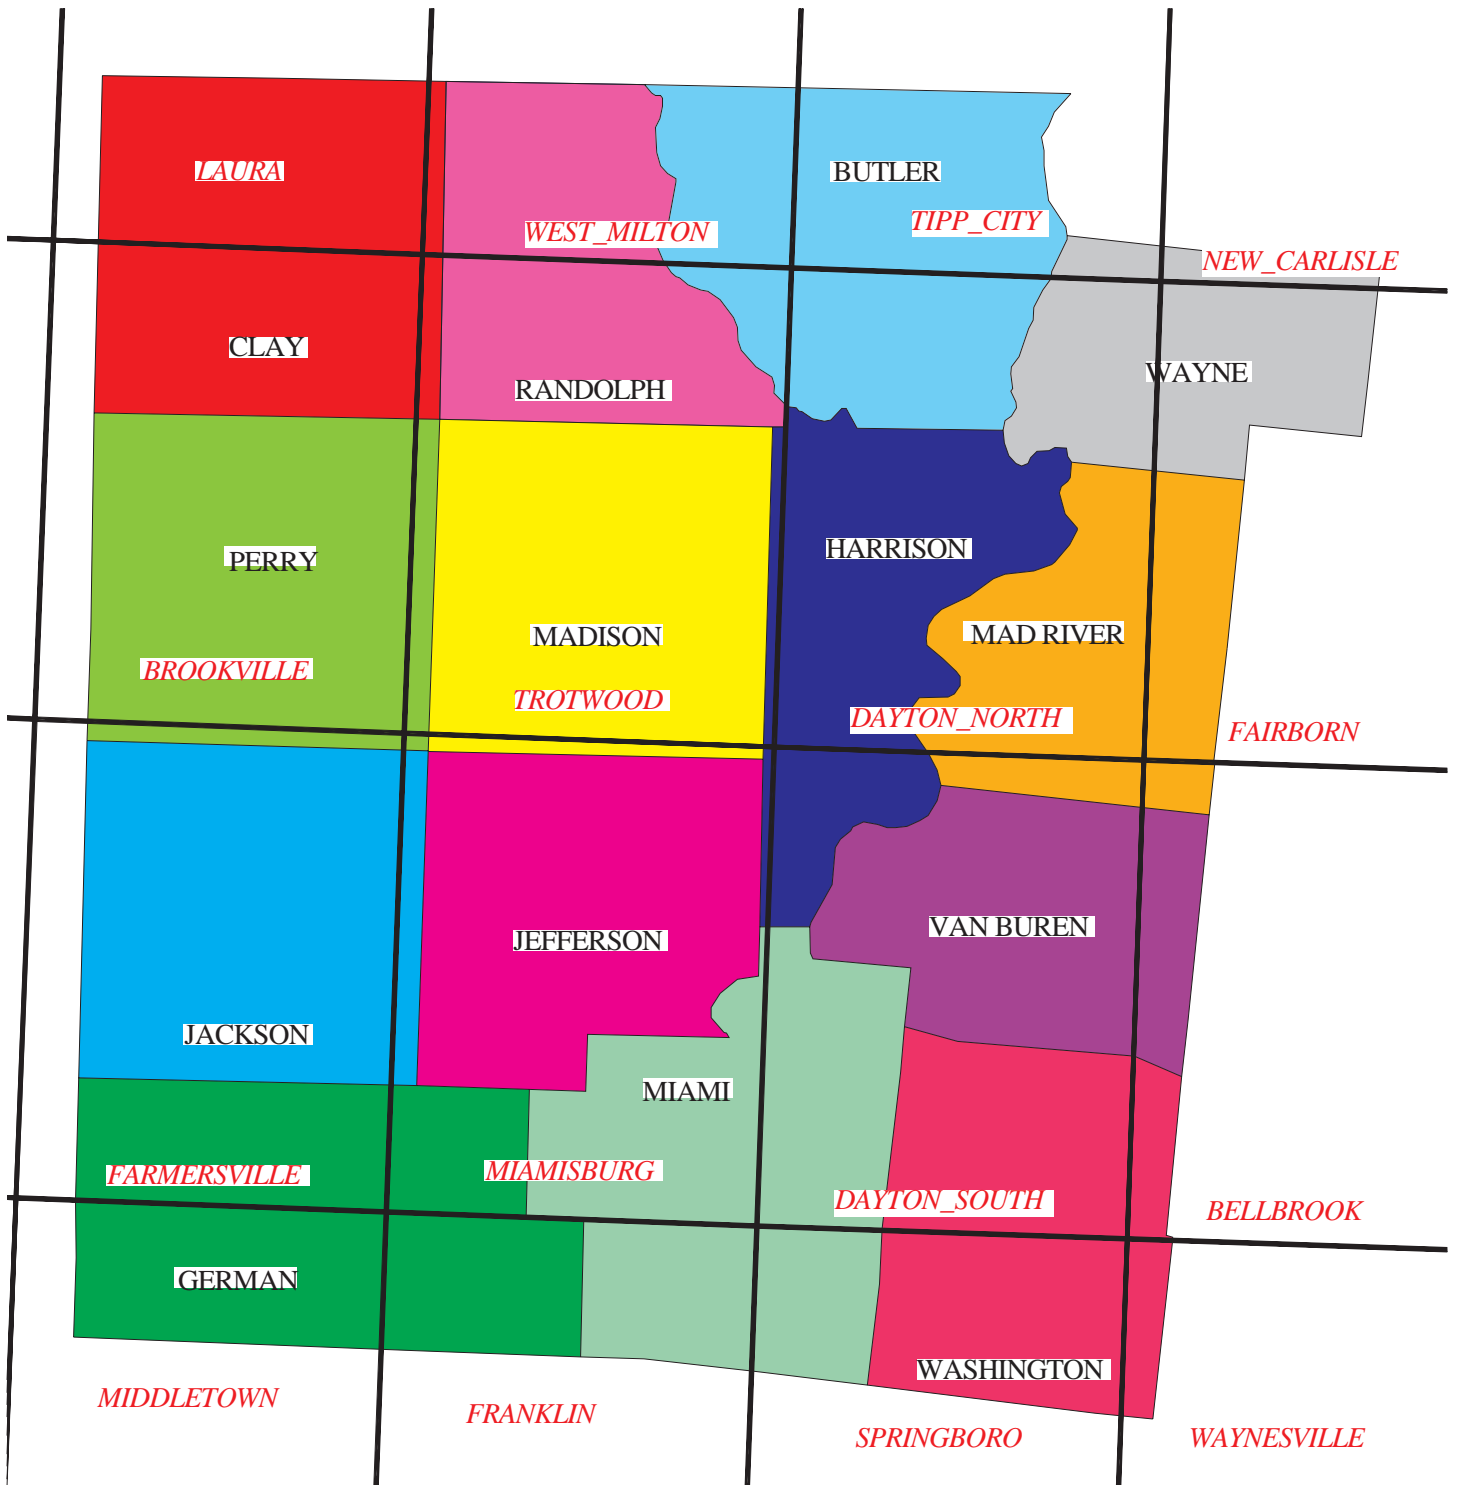 LAURA
BUTLER
TIPP_CITY
WEST_MILTON
NEW_CARLISLE
CLAY
WAYNE
RANDOLPH
HARRISON
PERRY
MADISON
MAD RIVER
BROOKVILLE
TROTWOOD
DAYTON_NORTH
FAIRBORN
VAN BUREN
JEFFERSON
JACKSON
MIAMI
FARMERSVILLE
MIAMISBURG
DAYTON_SOUTH
BELLBROOK
GERMAN
WASHINGTON
MIDDLETOWN
FRANKLIN
SPRINGBORO
WAYNESVILLE